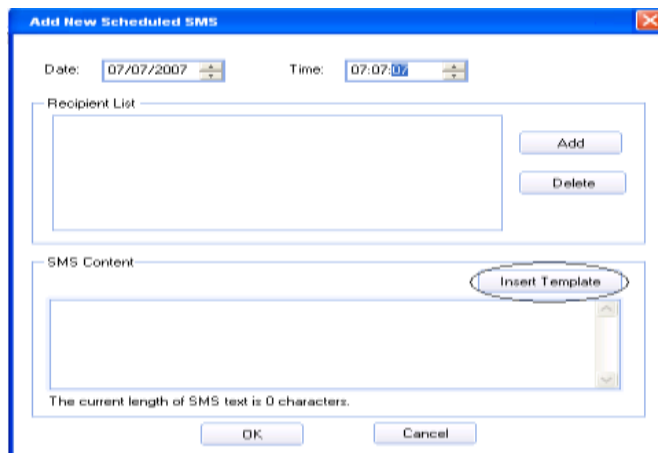 Add New Scheduled SMS
Date: 07/07/2007 Time: 07:07:07
Recipient List
Add
Delete
SMS Content
Insert Template
The current length of SMS text is 0 characters.
OK Cancel